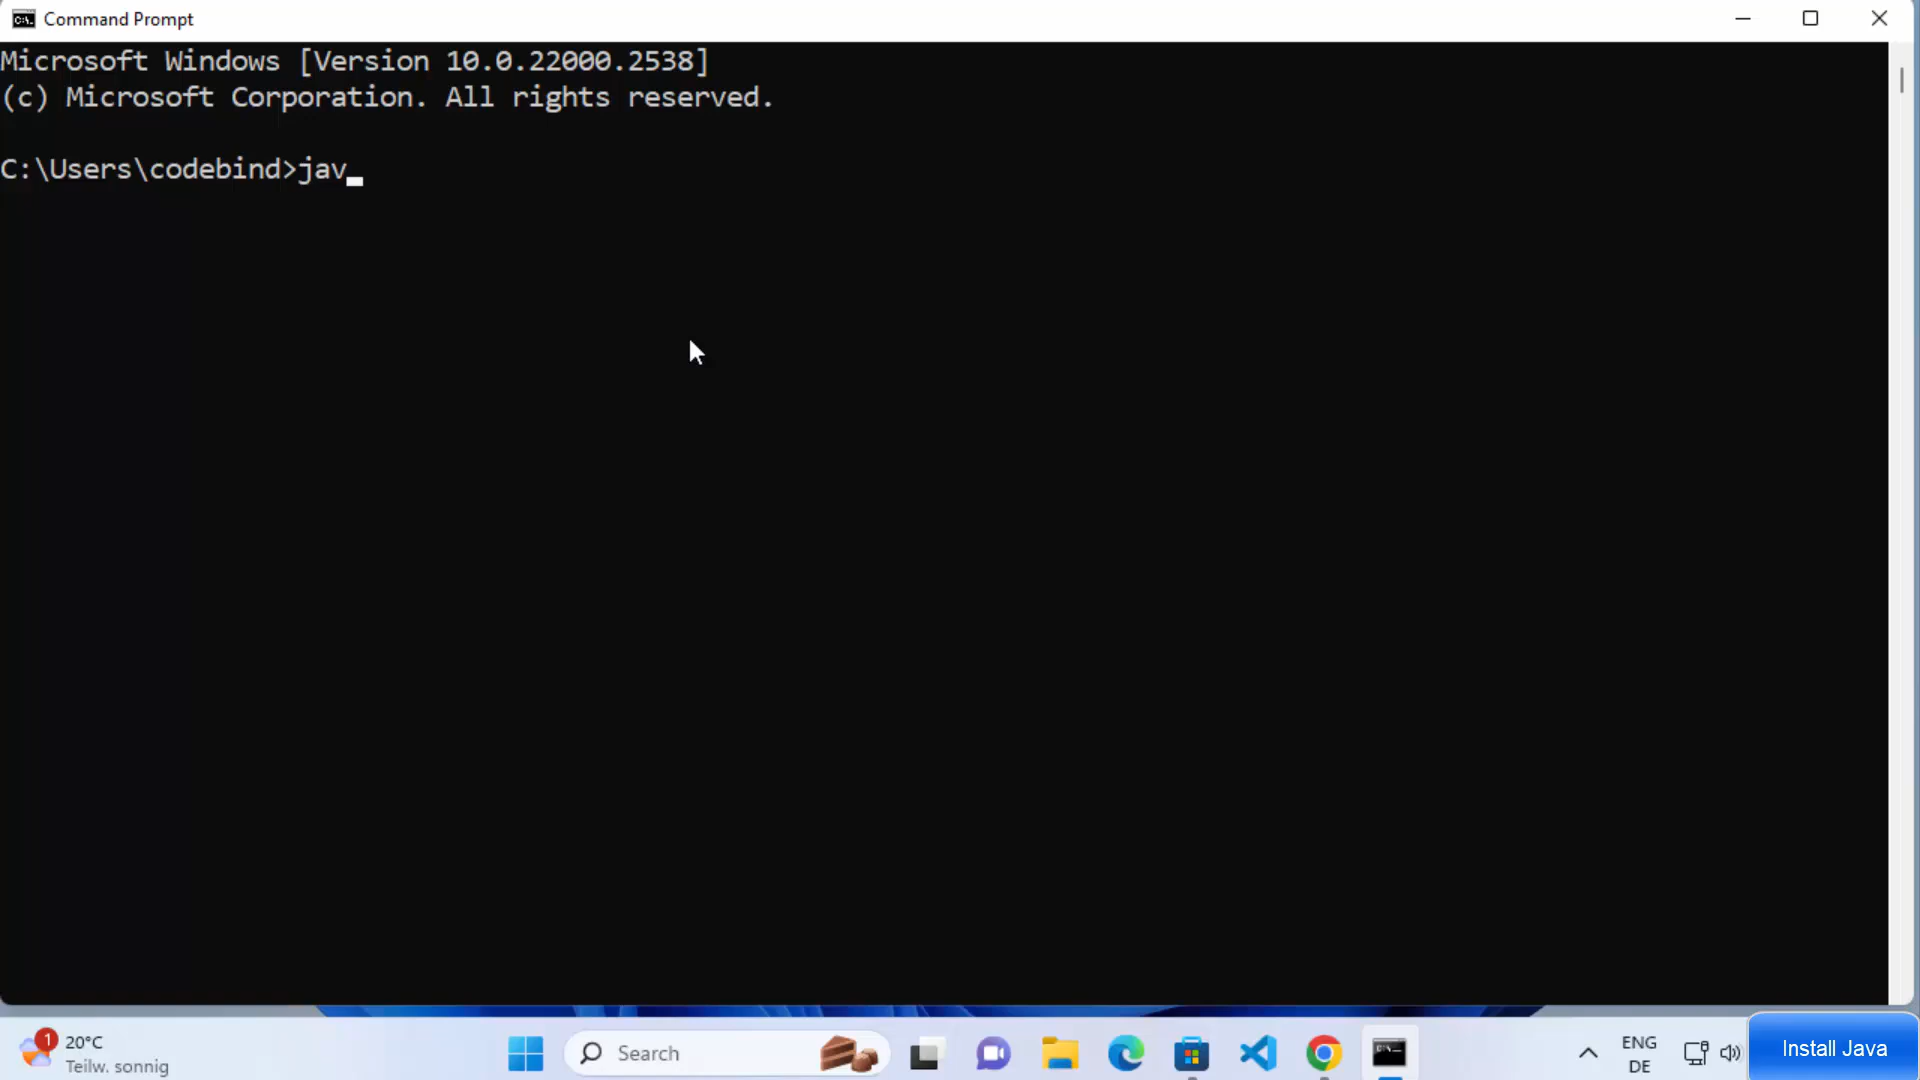 Command Prompt
Microsoft Windows [Version 10.0.22000.2538]
(c) Microsoft Corporation. All rights reserved.
C:\Users\codebind>jav
1
20°C
Teilw. sonnig
Search
ENG
DE
Install Java